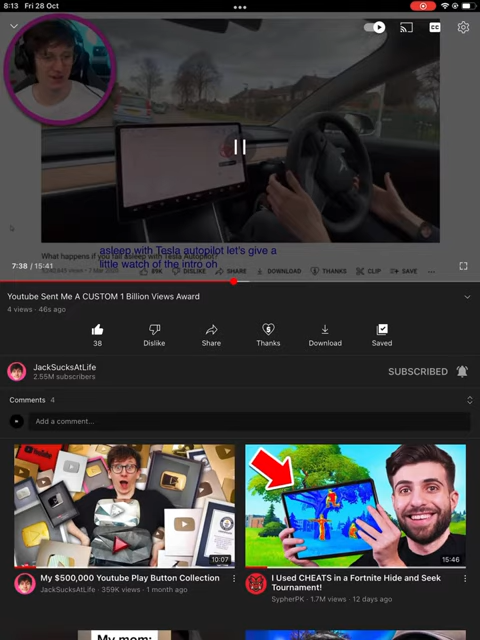 8:13 Fri 28 Oct
asleep with Tesla autopilot let's give a
What happens if you fall asleep with Tesla Autopilot?
little watch of the intro oh
7:38 / 15:41
7 Mar 2020
89K DISLIKE SHARE DOWNLOAD THANKS CLIP SAVE
Youtube Sent Me A CUSTOM 1 Billion Views Award
4 views · 46s ago
38 Dislike Share Thanks Download Saved
JackSucksAtLife
2.55M subscribers
SUBSCRIBED
Comments 4
Add a comment...
10:07
15:46
My $500,000 Youtube Play Button Collection
JackSucksAtLife · 359K views · 1 month ago
I Used CHEATS in a Fortnite Hide and Seek
Tournament!
SypherPK · 1.7M views · 12 days ago
My mom: